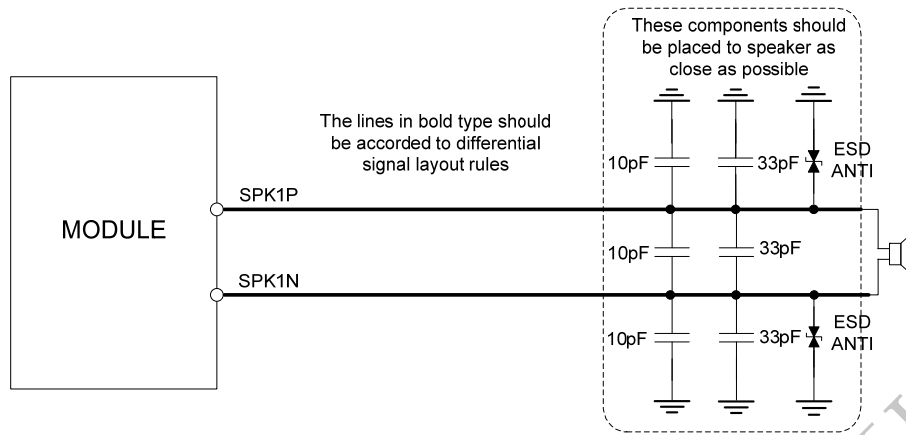 These components should
be placed to speaker as
close as possible
The lines in bold type should
be accorded to differential
signal layout rules
10pF
33pF
ESD
ANTI
SPK1P
MODULE
10pF
33pF
SPK1N
10pF
33pF
ESD
ANTI